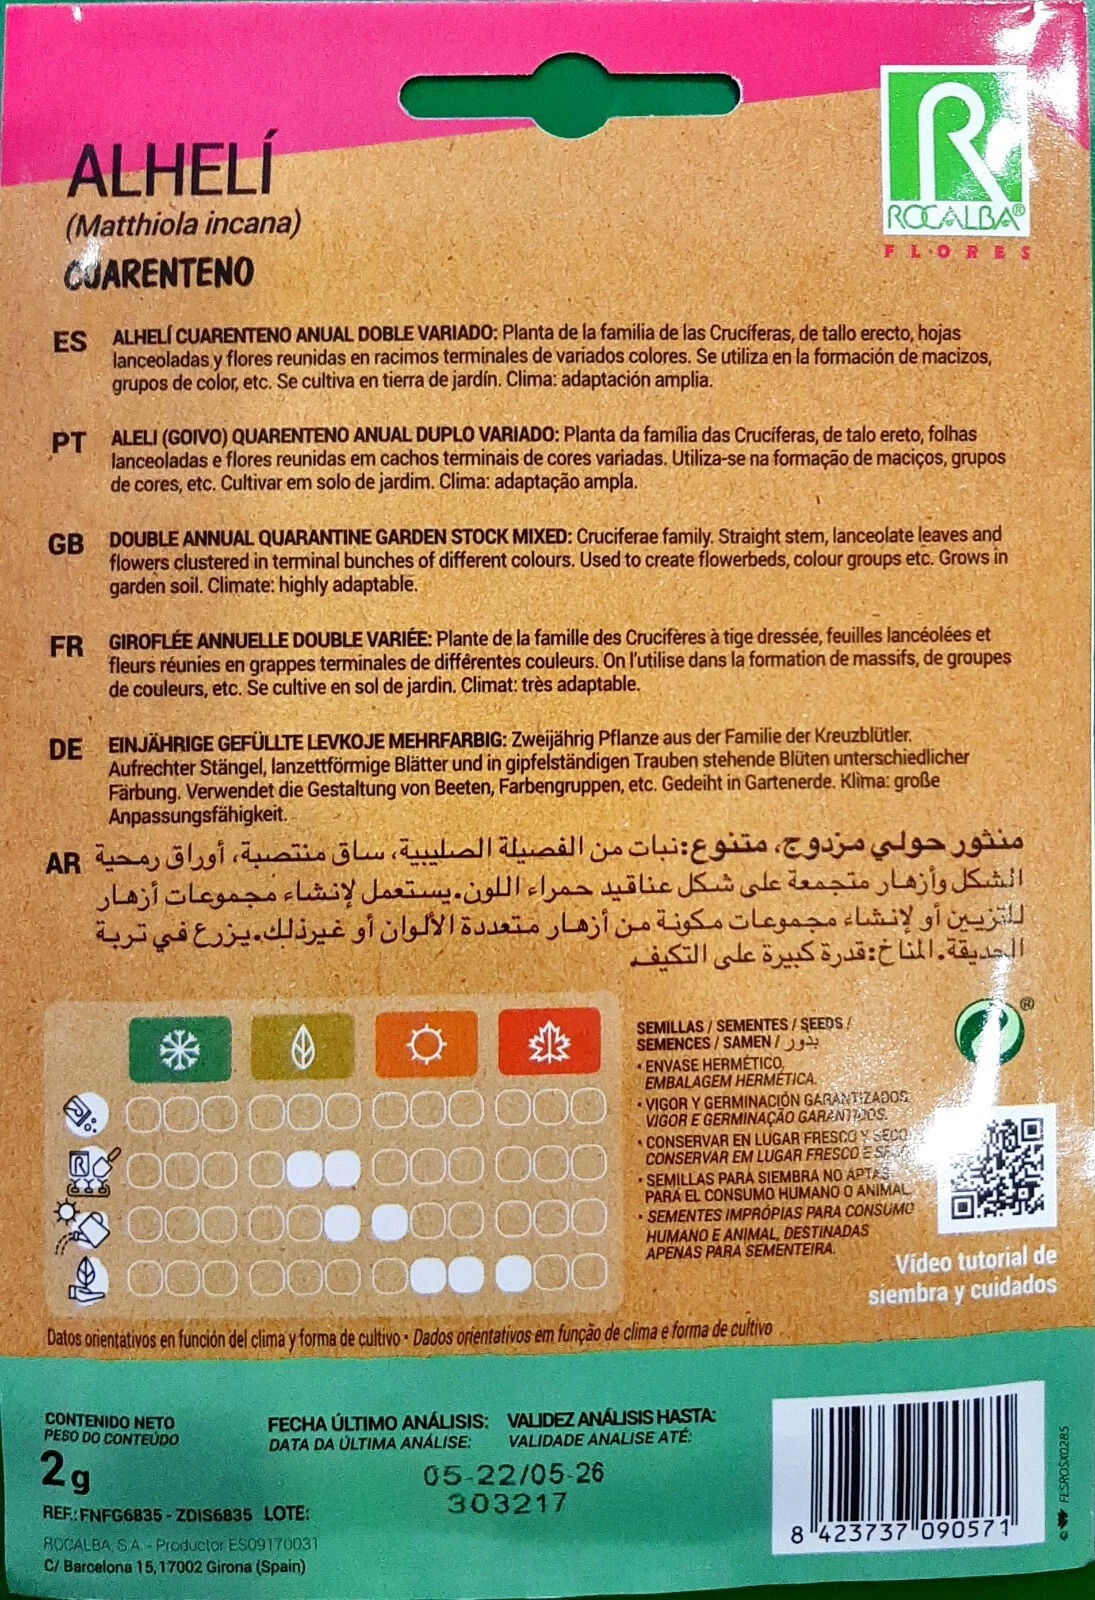 ALHELÍ
(Matthiola incana)
CUARENTENO
R
ROCALBA®
FLORES
ES ALHELÍ CUARENTENO ANUAL DOBLE VARIADO: Planta de la familia de las Crucíferas, de tallo erecto, hojas
lanceoladas y flores reunidas en racimos terminales de variados colores. Se utiliza en la formación de macizos,
grupos de color, etc. Se cultiva en tierra de jardín. Clima: adaptación amplia.
PT ALELI (GOIVO) QUARENTENO ANUAL DUPLO VARIADO: Planta da família das Crucíferas, de talo ereto, folhas
lanceoladas e flores reunidas em cachos terminais de cores variadas. Utiliza-se na formação de maciços, grupos
de cores, etc. Cultivar em solo de jardim. Clima: adaptação ampla.
GB DOUBLE ANNUAL QUARANTINE GARDEN STOCK MIXED: Cruciferae family. Straight stem, lanceolate leaves and
flowers clustered in terminal bunches of different colours. Used to create flowerbeds, colour groups etc. Grows in
garden soil. Climate: highly adaptable.
FR GIROFLÉE ANNUELLE DOUBLE VARIÉE: Plante de la famille des Crucifères à tige dressée, feuilles lancéolées et
fleurs réunies en grappes terminales de différentes couleurs. On l'utilise dans la formation de massifs, de groupes
de couleurs, etc. Se cultive en sol de jardin. Climat: très adaptable.
DE EINJÄHRIGE GEFÜLLTE LEVKOJE MEHRFARBIG: Zweijährig Pflanze aus der Familie der Kreuzblütler.
Aufrechter Stängel, lanzettförmige Blätter und in gipfelständigen Trauben stehende Blüten unterschiedlicher
Färbung. Verwendet die Gestaltung von Beeten, Farbengruppen, etc. Gedeiht in Gartenerde. Klima: große
Anpassungsfähigkeit.
AR منثور حولي مزدوج، متنوع:نبات من الفصيلة الصليبية، ساق منتصبة، أوراق رمحية
الشكل وأزهار متجمعة على شكل عناقيد حمراء اللون.يستعمل لإنشاء مجموعات أزهار
للتزيين أو لإنشاء مجموعات مكونة من أزهار متعددة الألوان أو غيرذلك.يزرع في تربة
الحديقة.المناخ:قدرة كبيرة على التكيف.
SEMILLAS / SEMENTES / SEEDS /
SEMENCES / SAMEN / بذور
• ENVASE HERMÉTICO,
EMBALAGEM HERMÉTICA.
• VIGOR Y GERMINACIÓN GARANTIZADOS
VIGOR E GERMINAÇÃO GARANTIDOS.
• CONSERVAR EN LUGAR FRESCO Y SECO
CONSERVAR EM LUGAR FRESCO E
• SEMILLAS PARA SIEMBRA NO APTAS
PARA EL CONSUMO HUMANO O ANIMAL.
• SEMENTES IMPRÓPIAS PARA CONSUMO
HUMANO E ANIMAL, DESTINADAS
APENAS PARA SEMENTEIRA.
®
Vídeo tutorial de
siembra y cuidados
R
Datos orientativos en función del clima y forma de cultivo • Dados orientativos em função de clima e forma de cultivo
CONTENIDO NETO
PESO DO CONTEÚDO
2 g
FECHA ÚLTIMO ANÁLISIS: VALIDEZ ANÁLISIS HASTA:
DATA DA ÚLTIMA ANÁLISE: VALIDADE ANALISE ATÉ:
05-22/05-26
303217
REF.: FNFG6835 - ZDIS6835 LOTE:
ROCALBA, S.A. - Productor ES09170031
C/ Barcelona 15, 17002 Girona (Spain)
8 423737 090571
© FESROSX0285